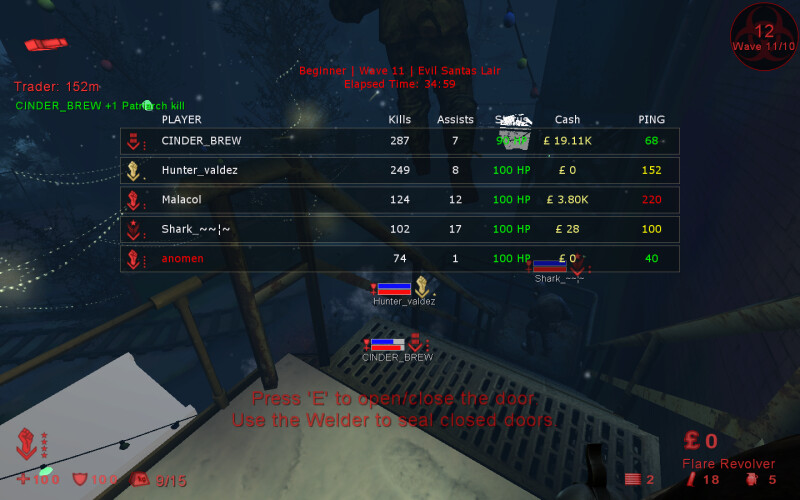 12
Wave 11/10
Beginner | Wave 11 | Evil Santas Lair
Elapsed Time: 34:59
Trader: 152m
CINDER_BREW +1 Patriarch kill
PLAYER Kills Assists Cash PING
CINDER_BREW 287 7 £ 19.11K 68
Hunter_valdez 249 8 100 HP £ 0 152
Malacol 124 12 100 HP £ 3.80K 220
Shark_~~¦~ 102 17 100 HP £ 28 100
anomen 74 1 100 HP £ 0 40
Shark_~~
Hunter_valdez
CINDER_BREW
Press 'E' to open/close the door
Use the Welder to seal closed doors
£ 0
Flare Revolver
100 100 9/15 2 18 5